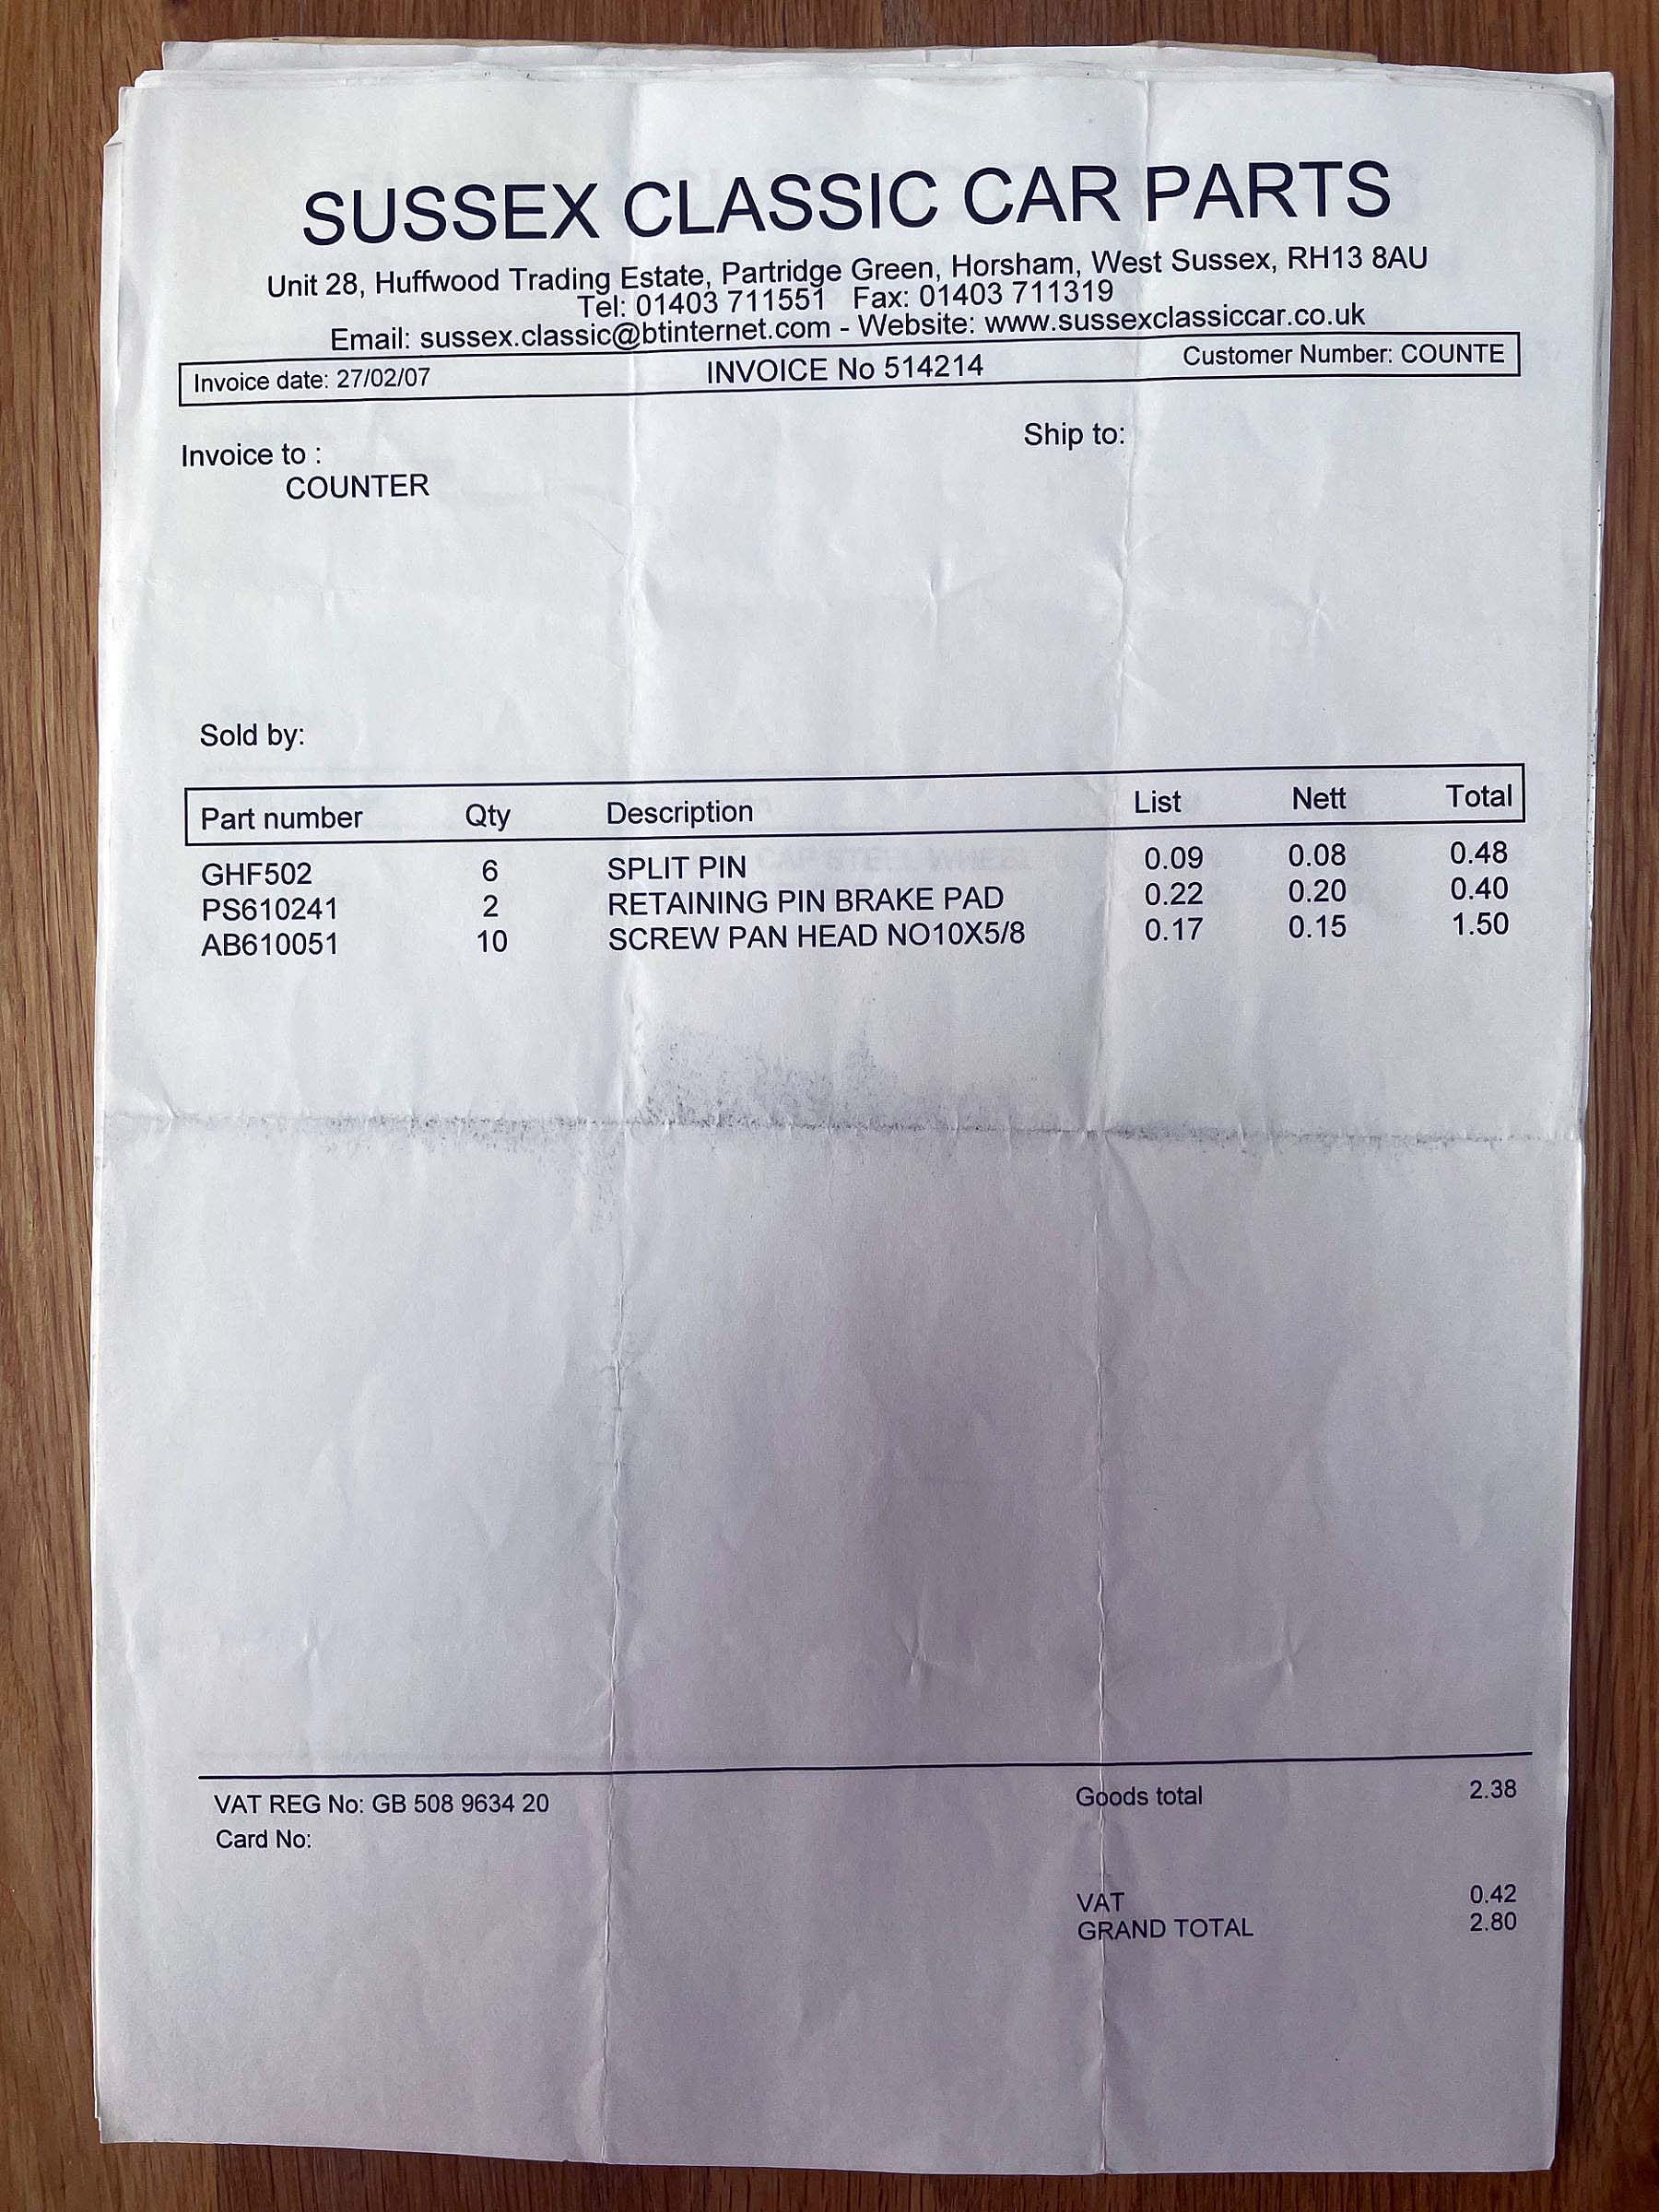 SUSSEX CLASSIC CAR PARTS
Unit 28, Huffwood Trading Estate, Partridge Green, Horsham, West Sussex, RH13 8AU
Tel: 01403 711551 Fax: 01403 711319
Email: sussex.classic@btinternet.com - Website: www.sussexclassiccar.co.uk
Invoice date: 27/02/07 INVOICE No 514214 Customer Number: COUNTE
Invoice to : Ship to:
COUNTER
Sold by:
Part number Qty Description List Nett Total
GHF502 6 SPLIT PIN 0.09 0.08 0.48
PS610241 2 RETAINING PIN BRAKE PAD 0.22 0.20 0.40
AB610051 10 SCREW PAN HEAD NO10X5/8 0.17 0.15 1.50
VAT REG No: GB 508 9634 20 Goods total 2.38
Card No:
VAT 0.42
GRAND TOTAL 2.80